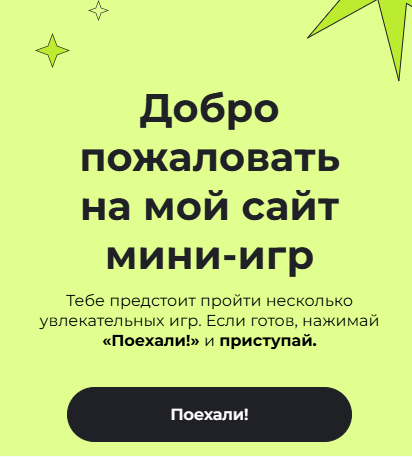 Добро
пожаловать
на мой сайт
мини-игр
Тебе предстоит пройти несколько
увлекательных игр. Если готов, нажимай
«Поехали!» и приступай.
Поехали!